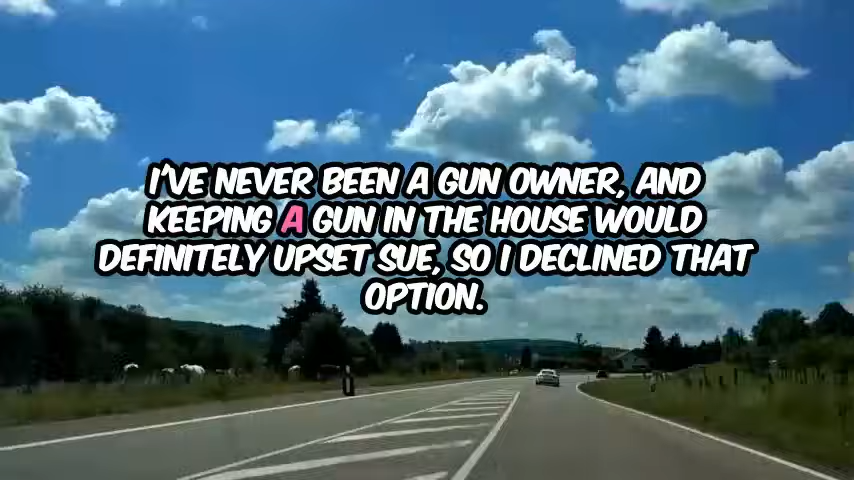 I'VE NEVER BEEN A GUN OWNER, AND
KEEPING A GUN IN THE HOUSE WOULD
DEFINITELY UPSET SUE, SO I DECLINED THAT
OPTION.